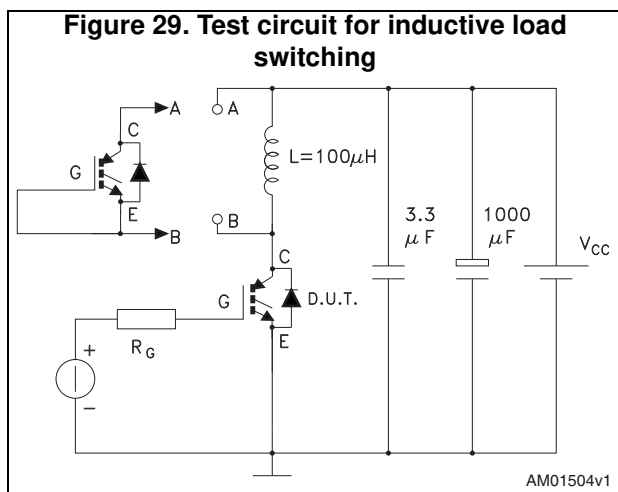 Figure 29. Test circuit for inductive load
switching
A
A
C
G
E
B
B
L=100μH
3.3
μF
1000
μF
VCC
C
G
D.U.T.
E
RG
+
−
AM01504v1